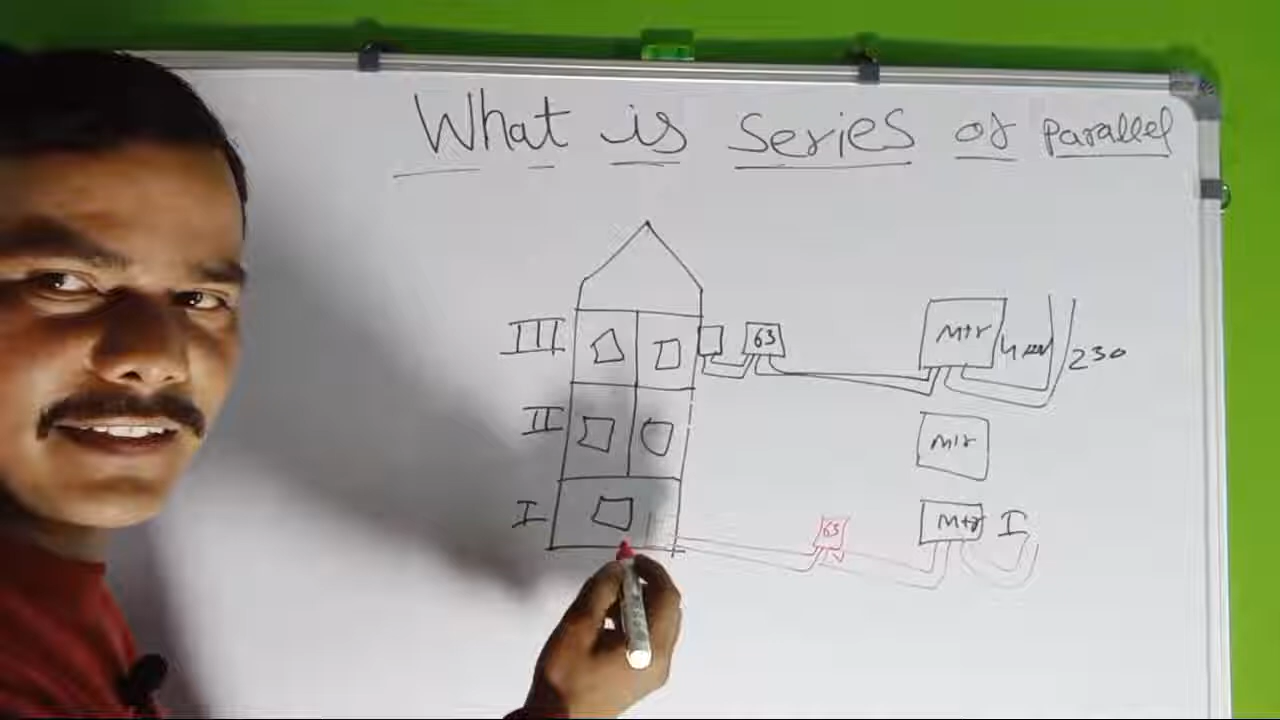 What is series of Parallel
III 63 Mtr 230
II Mtr
I 63 Mtr I